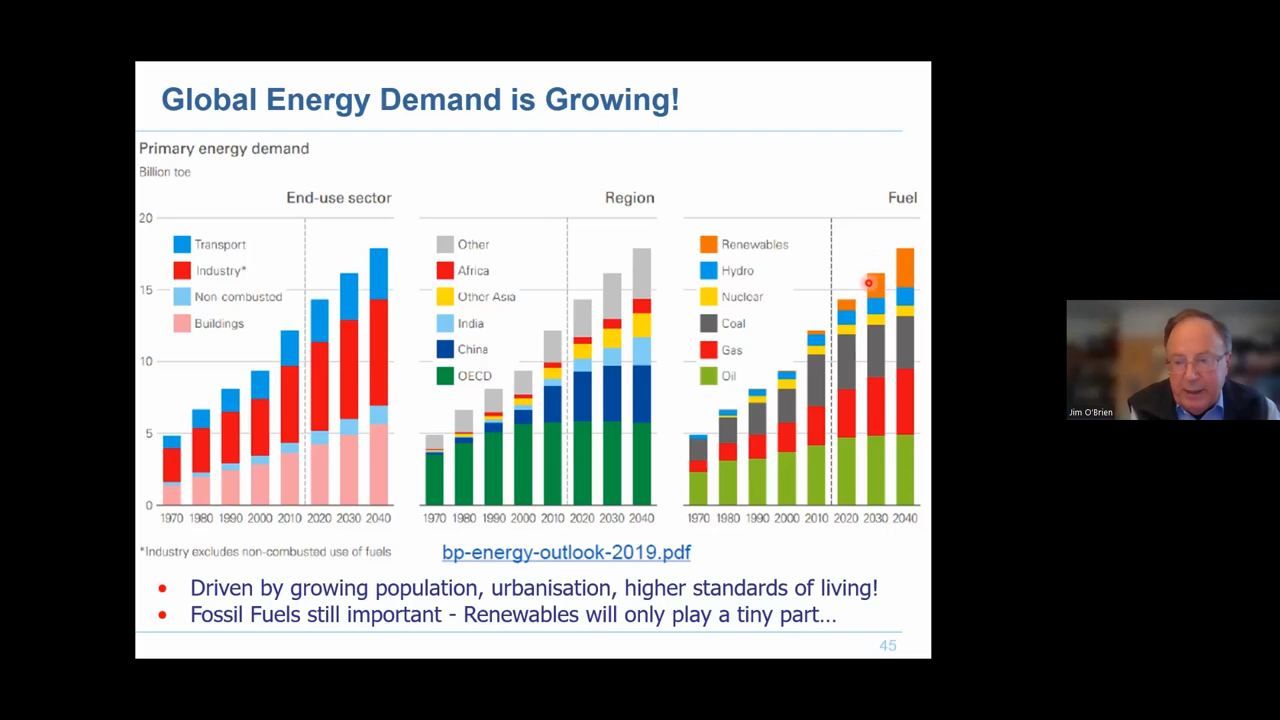 Global Energy Demand is Growing!
Primary energy demand
Billion toe
End-use sector
Region
Fuel
20
15
10
5
0
Transport
Industry*
Non-combusted
Buildings
Other
Africa
Other Asia
India
China
OECD
Renewables
Hydro
Nuclear
Coal
Gas
Oil
1970 1980 1990 2000 2010 2020 2030 2040
1970 1980 1990 2000 2010 2020 2030 2040
1970 1980 1990 2000 2010 2020 2030 2040
*Industry excludes non-combusted use of fuels
bp-energy-outlook-2019.pdf
• Driven by growing population, urbanisation, higher standards of living!
• Fossil Fuels still important - Renewables will only play a tiny part...
45
Jim O'Brien